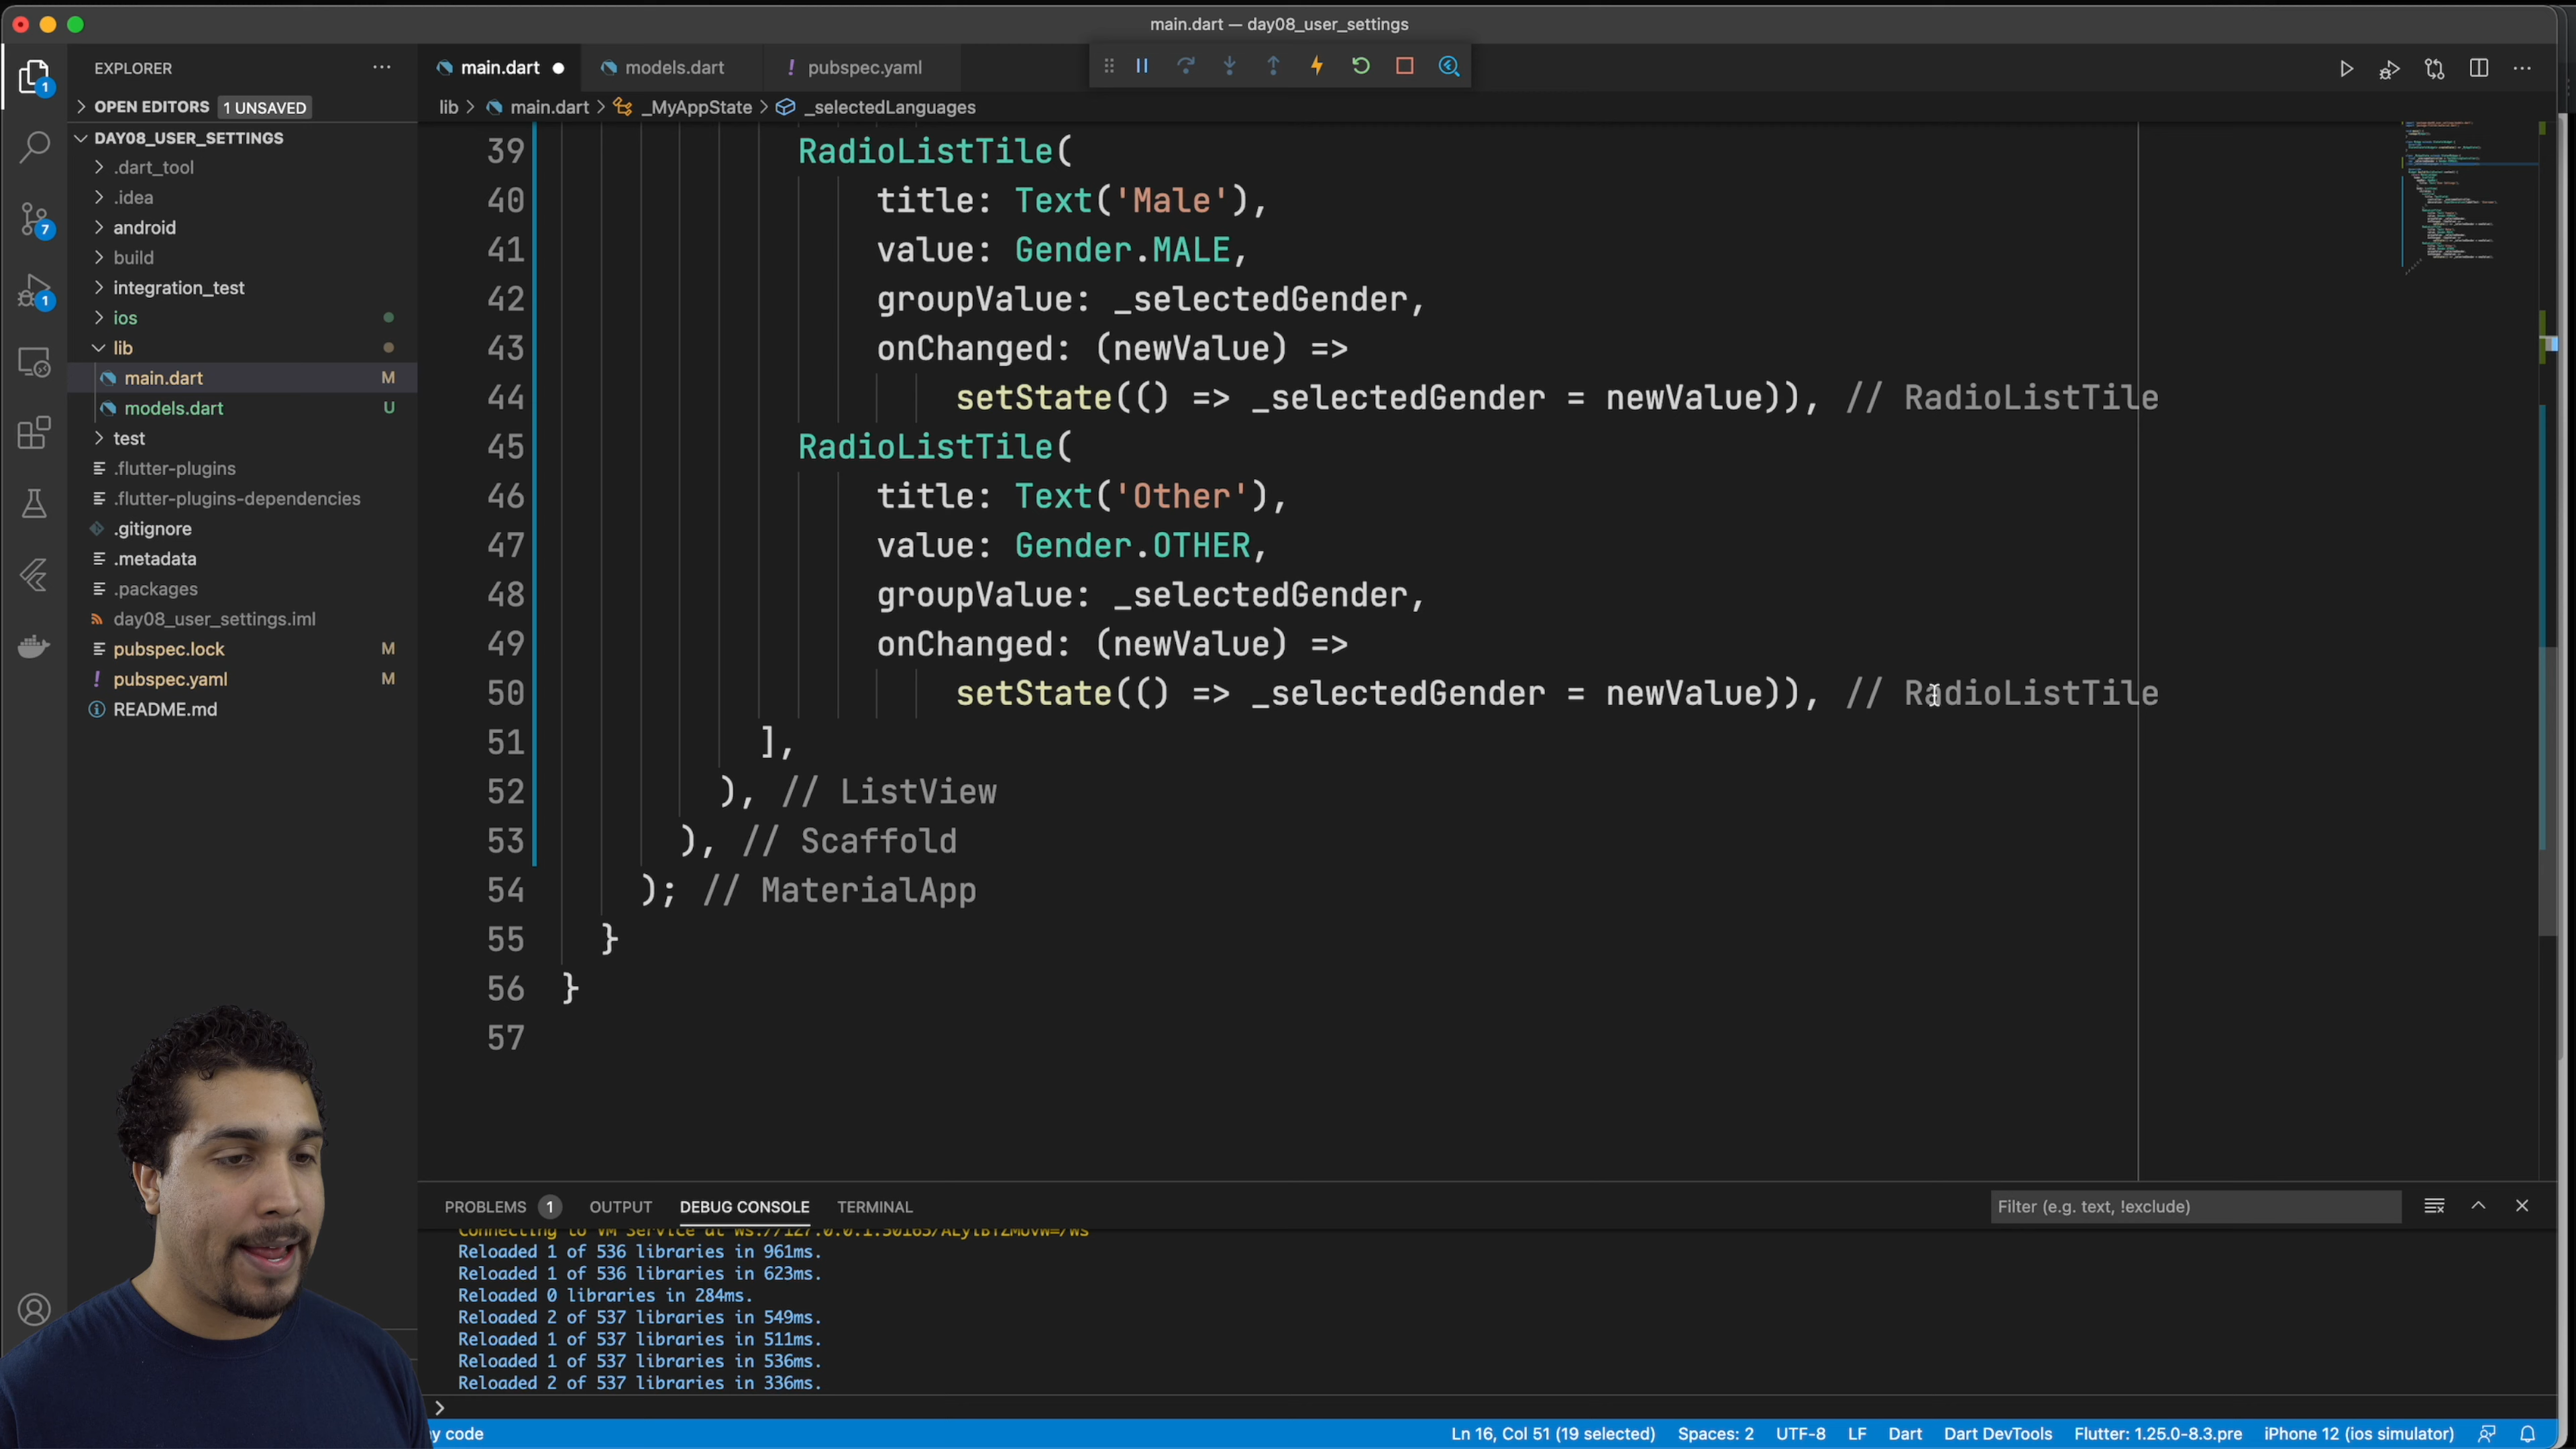 main.dart — day08_user_settings
EXPLORER
main.dart
models.dart
! pubspec.yaml
OPEN EDITORS 1 UNSAVED
lib > main.dart > _MyAppState > _selectedLanguages
DAY08_USER_SETTINGS
.dart_tool
.idea
android
build
integration_test
ios
lib
main.dart M
models.dart U
test
.flutter-plugins
.flutter-plugins-dependencies
.gitignore
.metadata
.packages
day08_user_settings.iml
pubspec.lock M
! pubspec.yaml M
README.md
1
7
1
39 RadioListTile(
40 title: Text('Male'),
41 value: Gender.MALE,
42 groupValue: _selectedGender,
43 onChanged: (newValue) =>
44 setState(() => _selectedGender = newValue)), // RadioListTile
45 RadioListTile(
46 title: Text('Other'),
47 value: Gender.OTHER,
48 groupValue: _selectedGender,
49 onChanged: (newValue) =>
50 setState(() => _selectedGender = newValue)), // RadioListTile
51 ],
52 ), // ListView
53 ), // Scaffold
54 ); // MaterialApp
55 }
56 }
57
PROBLEMS 1 OUTPUT DEBUG CONSOLE TERMINAL
Filter (e.g. text, !exclude)
Connecting to VM Service at
Reloaded 1 of 536 libraries in 961ms.
Reloaded 1 of 536 libraries in 623ms.
Reloaded 0 libraries in 284ms.
Reloaded 2 of 537 libraries in 549ms.
Reloaded 1 of 537 libraries in 511ms.
Reloaded 1 of 537 libraries in 536ms.
Reloaded 2 of 537 libraries in 336ms.
>
y code
Ln 16, Col 51 (19 selected) Spaces: 2 UTF-8 LF Dart Dart DevTools Flutter: 1.25.0-8.3.pre iPhone 12 (ios simulator)